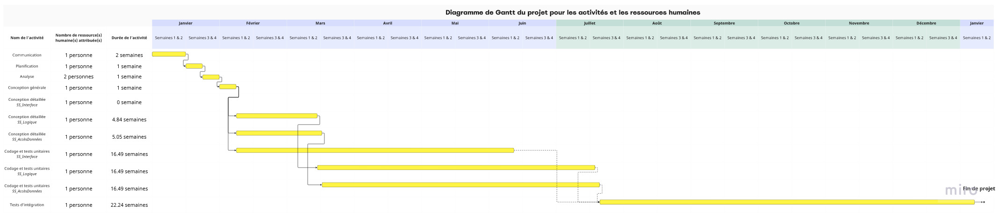 Diagramme de Gantt du projet pour les activités et les ressources humaines
Janvier Février Mars Avril Mai Juin Juillet Août Septembre Octobre Novembre Décembre Janvier
Nom de l'activité Nombre de ressource(s) humaine(s) attribuée(s) Durée de l'activité Semaines 1 & 2 Semaines 3 & 4 Semaines 1 & 2 Semaines 3 & 4 Semaines 1 & 2 Semaines 3 & 4 Semaines 1 & 2 Semaines 3 & 4 Semaines 1 & 2 Semaines 3 & 4 Semaines 1 & 2 Semaines 3 & 4 Semaines 1 & 2 Semaines 3 & 4 Semaines 1 & 2 Semaines 3 & 4 Semaines 1 & 2 Semaines 3 & 4 Semaines 1 & 2 Semaines 3 & 4 Semaines 1 & 2 Semaines 3 & 4 Semaines 1 & 2 Semaines 3 & 4 Semaines 1 & 2
Communication 1 personne 2 semaines
Planification 1 personne 1 semaine
Analyse 2 personnes 1 semaine
Conception générale 1 personne 1 semaine
Conception détaillée
SS_Interface 1 personne 0 semaine
Conception détaillée
SS_Logique 1 personne 4.84 semaines
Conception détaillée
SS_AccèsDonnées 1 personne 5.05 semaines
Codage et tests unitaires
SS_Interface 1 personne 16.49 semaines
Codage et tests unitaires
SS_Logique 1 personne 16.49 semaines
Codage et tests unitaires
SS_AccèsDonnées 1 personne 16.49 semaines
miro
Fin de projet
Tests d'intégration 1 personne 22.24 semaines